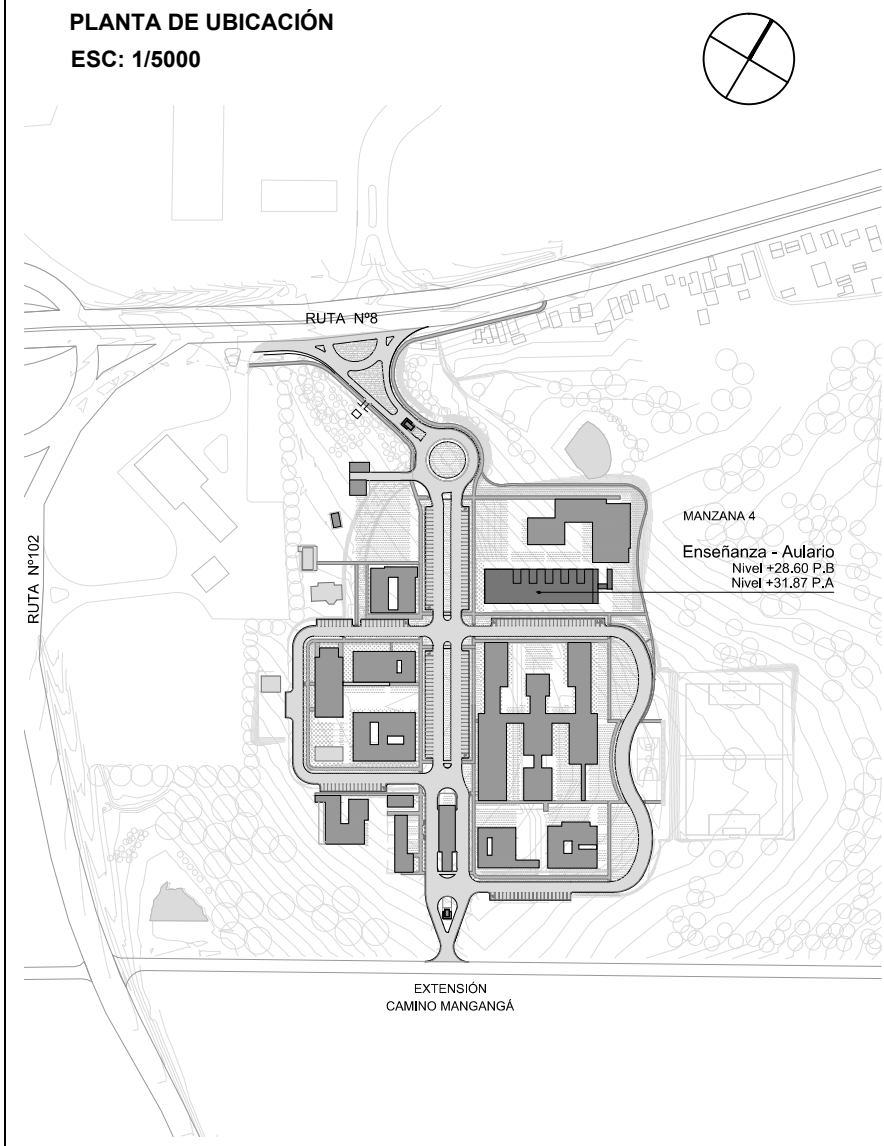 PLANTA DE UBICACIÓN
ESC: 1/5000
RUTA Nº8
MANZANA 4
Enseñanza - Aulario
Nivel +28.60 P.B
Nivel +31.87 P.A
RUTA Nº102
EXTENSIÓN
CAMINO MANGANGÁ